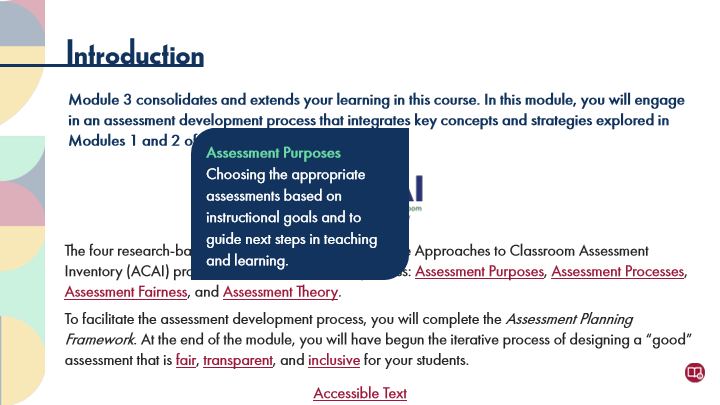 Introduction
Module 3 consolidates and extends your learning in this course. In this module, you will engage
in an assessment development process that integrates key concepts and strategies explored in
Modules 1 and 2 of
Assessment Purposes
Choosing the appropriate
assessments based on
instructional goals and to
guide next steps in teaching
and learning.
AI
The four research-ba Approaches to Classroom Assessment
Inventory (ACAI) pro : Assessment Purposes, Assessment Processes,
Assessment Fairness, and Assessment Theory.
To facilitate the assessment development process, you will complete the Assessment Planning
Framework. At the end of the module, you will have begun the iterative process of designing a “good”
assessment that is fair, transparent, and inclusive for your students.
Accessible Text